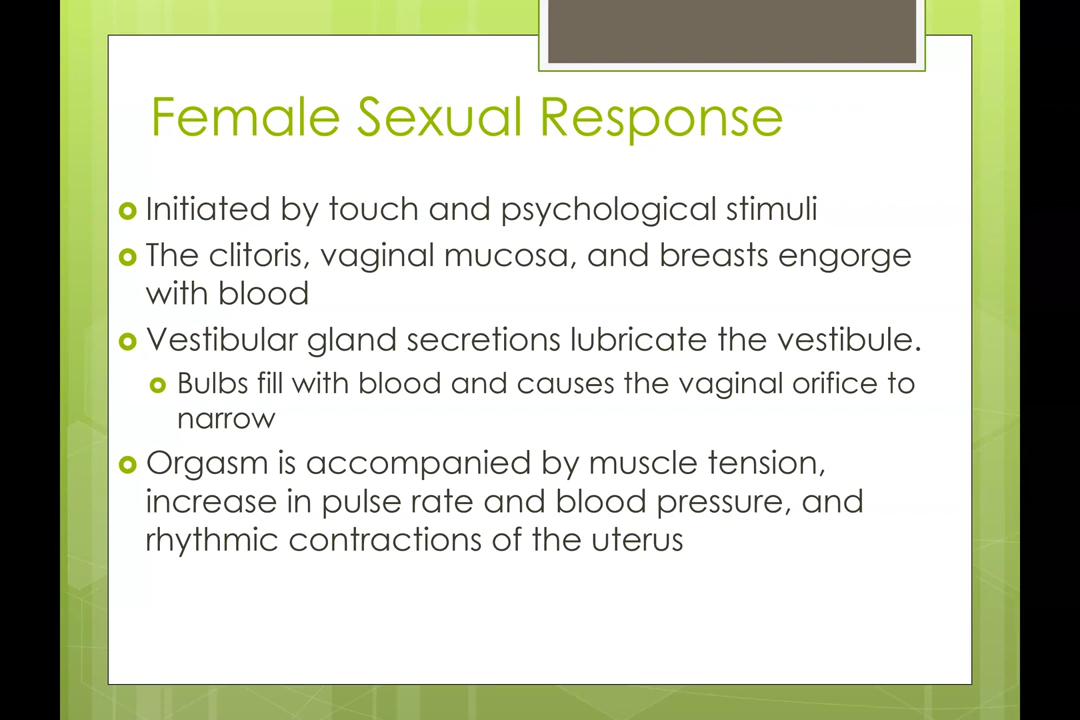 Female Sexual Response
Initiated by touch and psychological stimuli
The clitoris, vaginal mucosa, and breasts engorge
with blood
Vestibular gland secretions lubricate the vestibule.
Bulbs fill with blood and causes the vaginal orifice to
narrow
Orgasm is accompanied by muscle tension,
increase in pulse rate and blood pressure, and
rhythmic contractions of the uterus